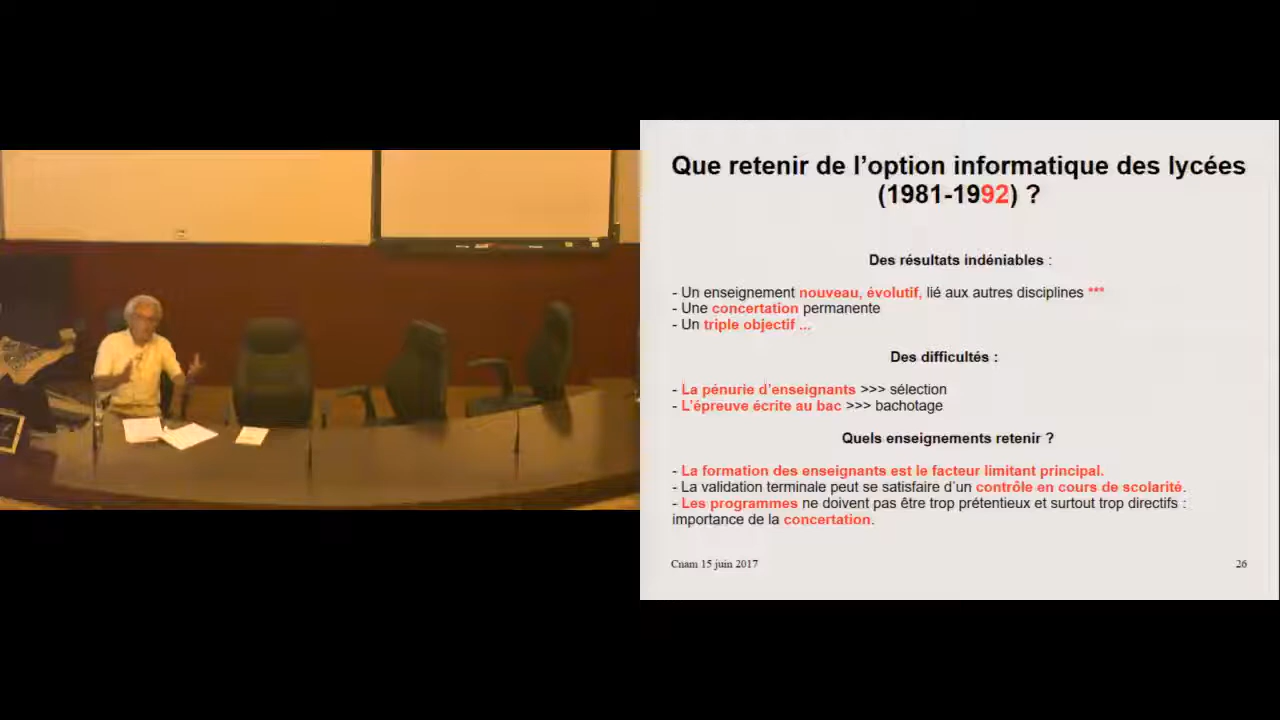 Que retenir de l’option informatique des lycées
(1981-1992) ?
Des résultats indéniables :
- Un enseignement nouveau, évolutif, lié aux autres disciplines ***
- Une concertation permanente
- Un triple objectif ...
Des difficultés :
- La pénurie d’enseignants >>> sélection
- L’épreuve écrite au bac >>> bachotage
Quels enseignements retenir ?
- La formation des enseignants est le facteur limitant principal.
- La validation terminale peut se satisfaire d’un contrôle en cours de scolarité.
- Les programmes ne doivent pas être trop prétentieux et surtout trop directifs :
importance de la concertation.
Cnam 15 juin 2017
26